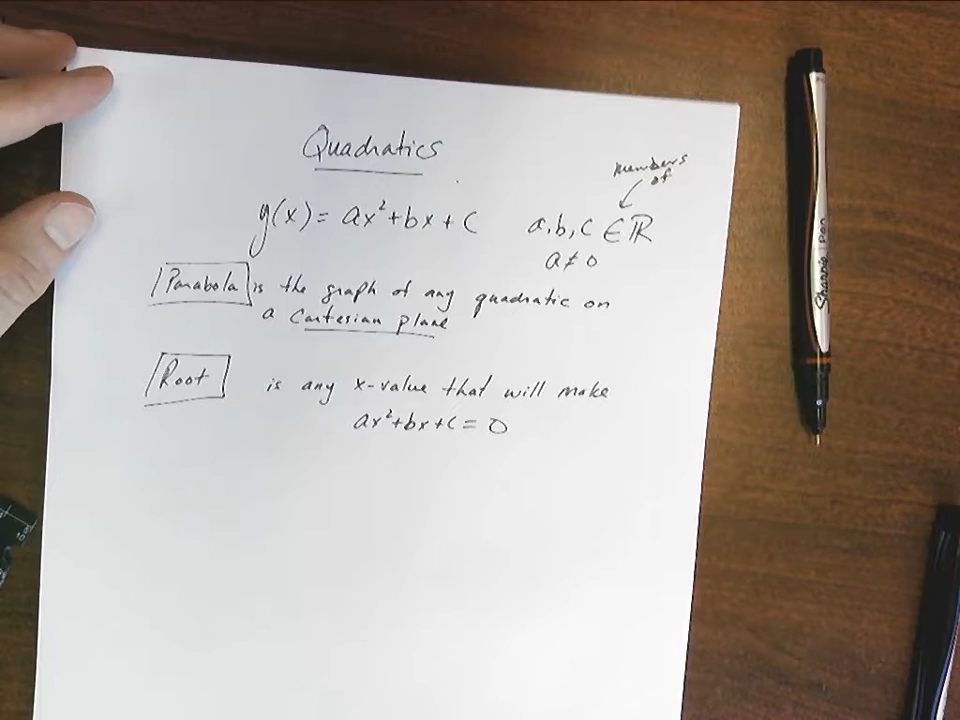 Quadratics
members
of
y(x) = ax²+bx+c a,b,c ∈ ℝ
a ≠ 0
Parabola is the graph of any quadratic on
a Cartesian plane
Root is any x-value that will make
ax²+bx+c = 0
Sharpie | PEN